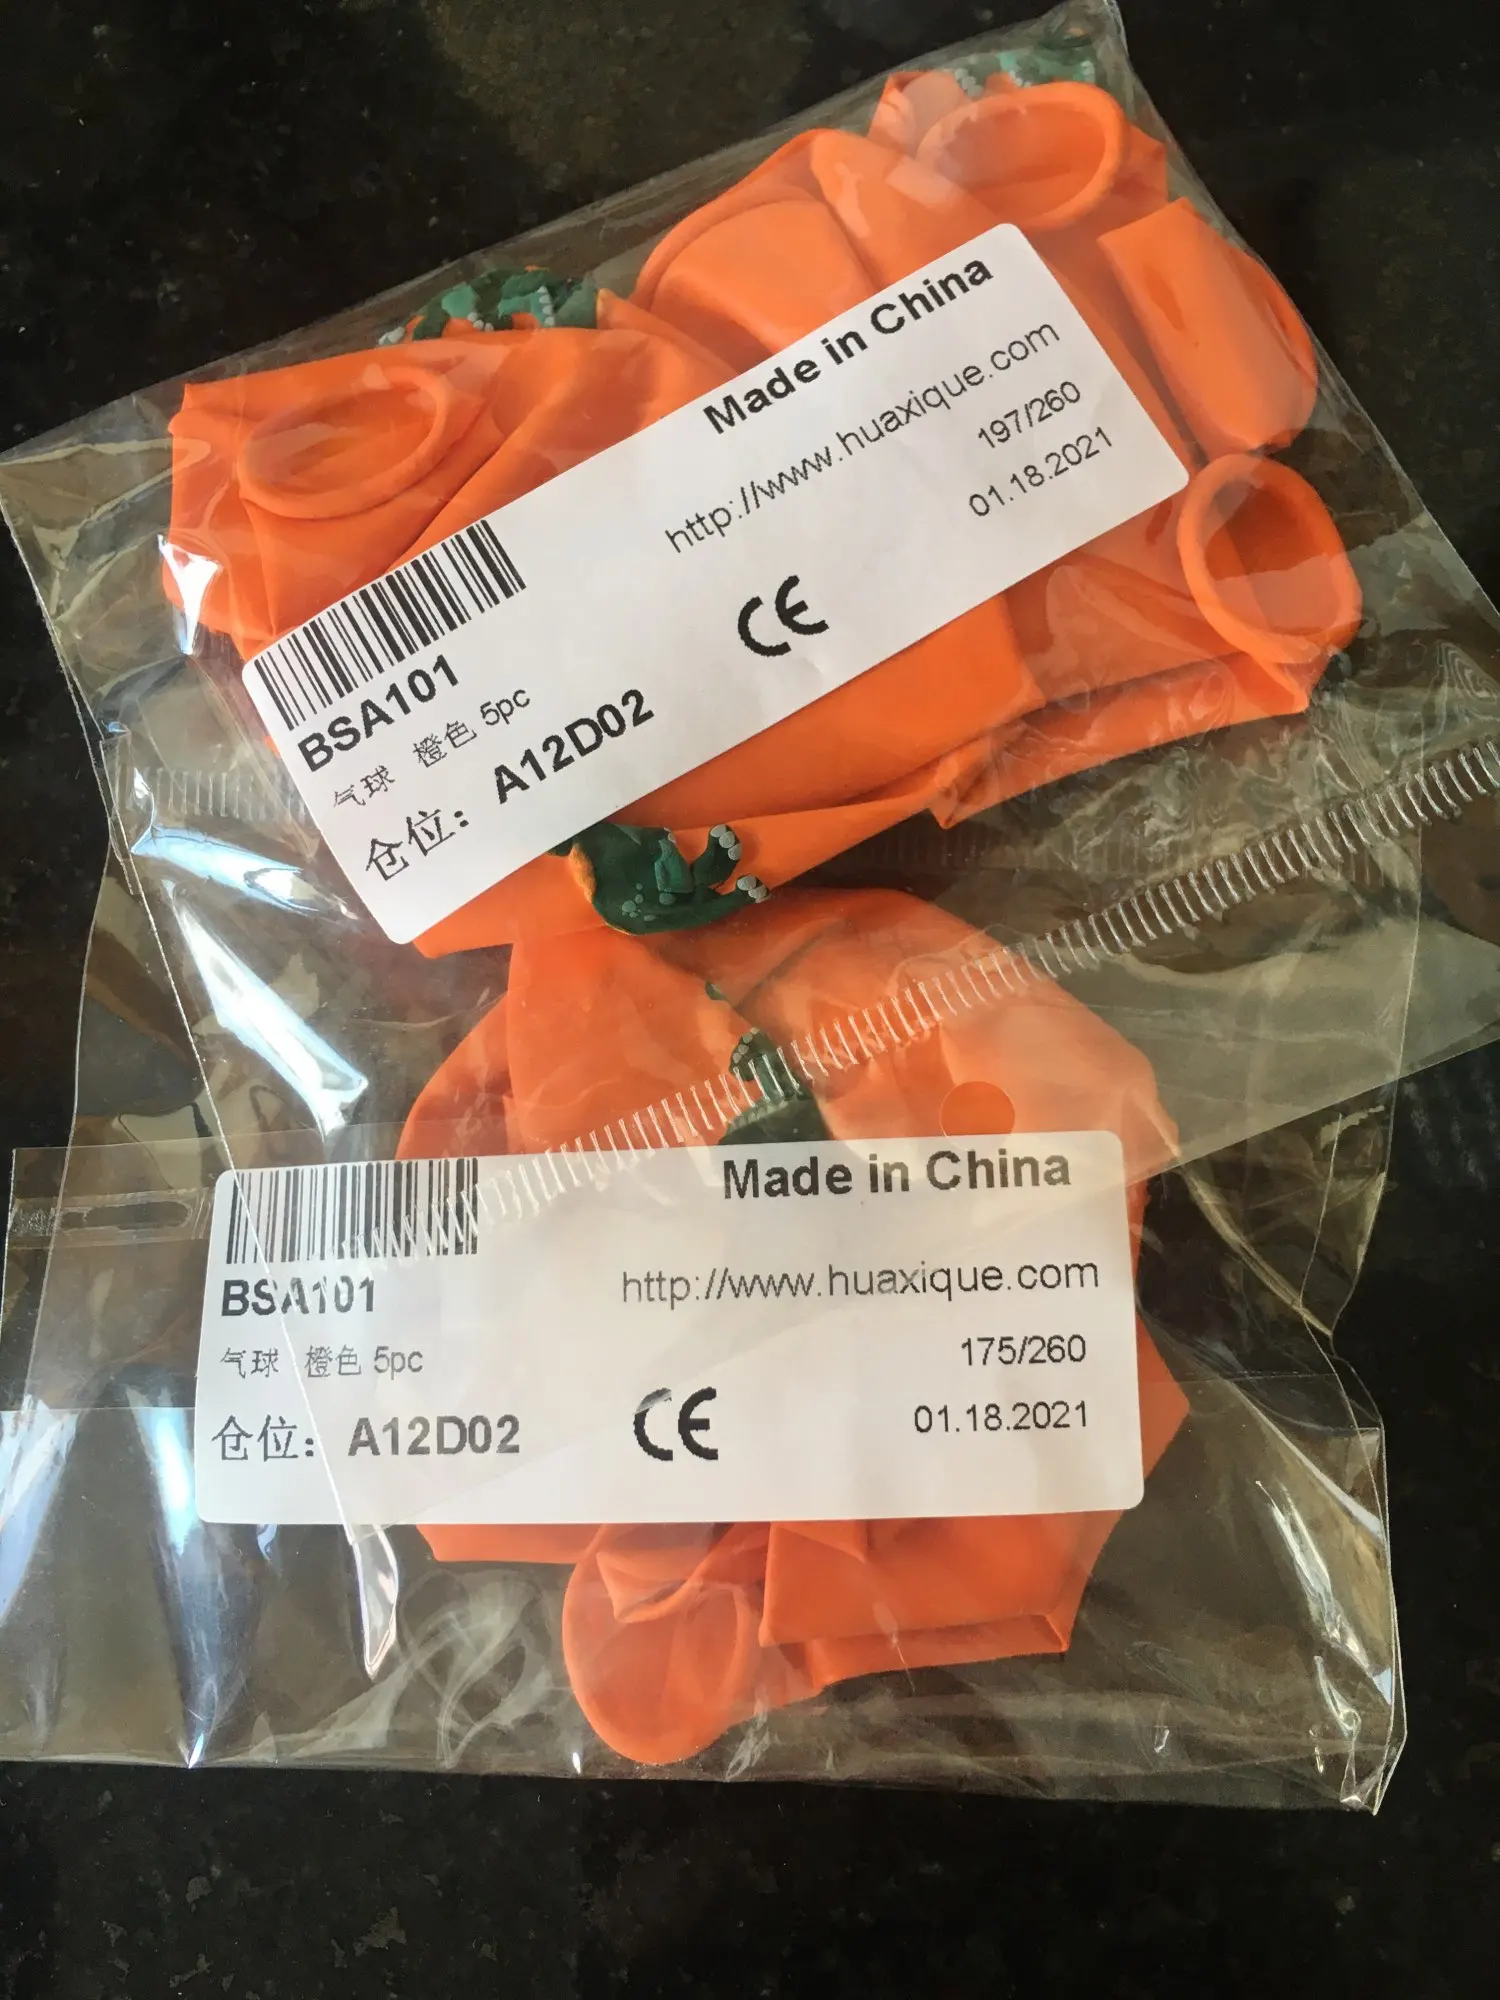 Made in China
http://www.huaxique.com
197/260
01.18.2021
CE
BSA101
气球 橙色 5pc
仓位: A12D02
Made in China
http://www.huaxique.com
175/260
01.18.2021
CE
BSA101
气球 橙色 5pc
仓位: A12D02